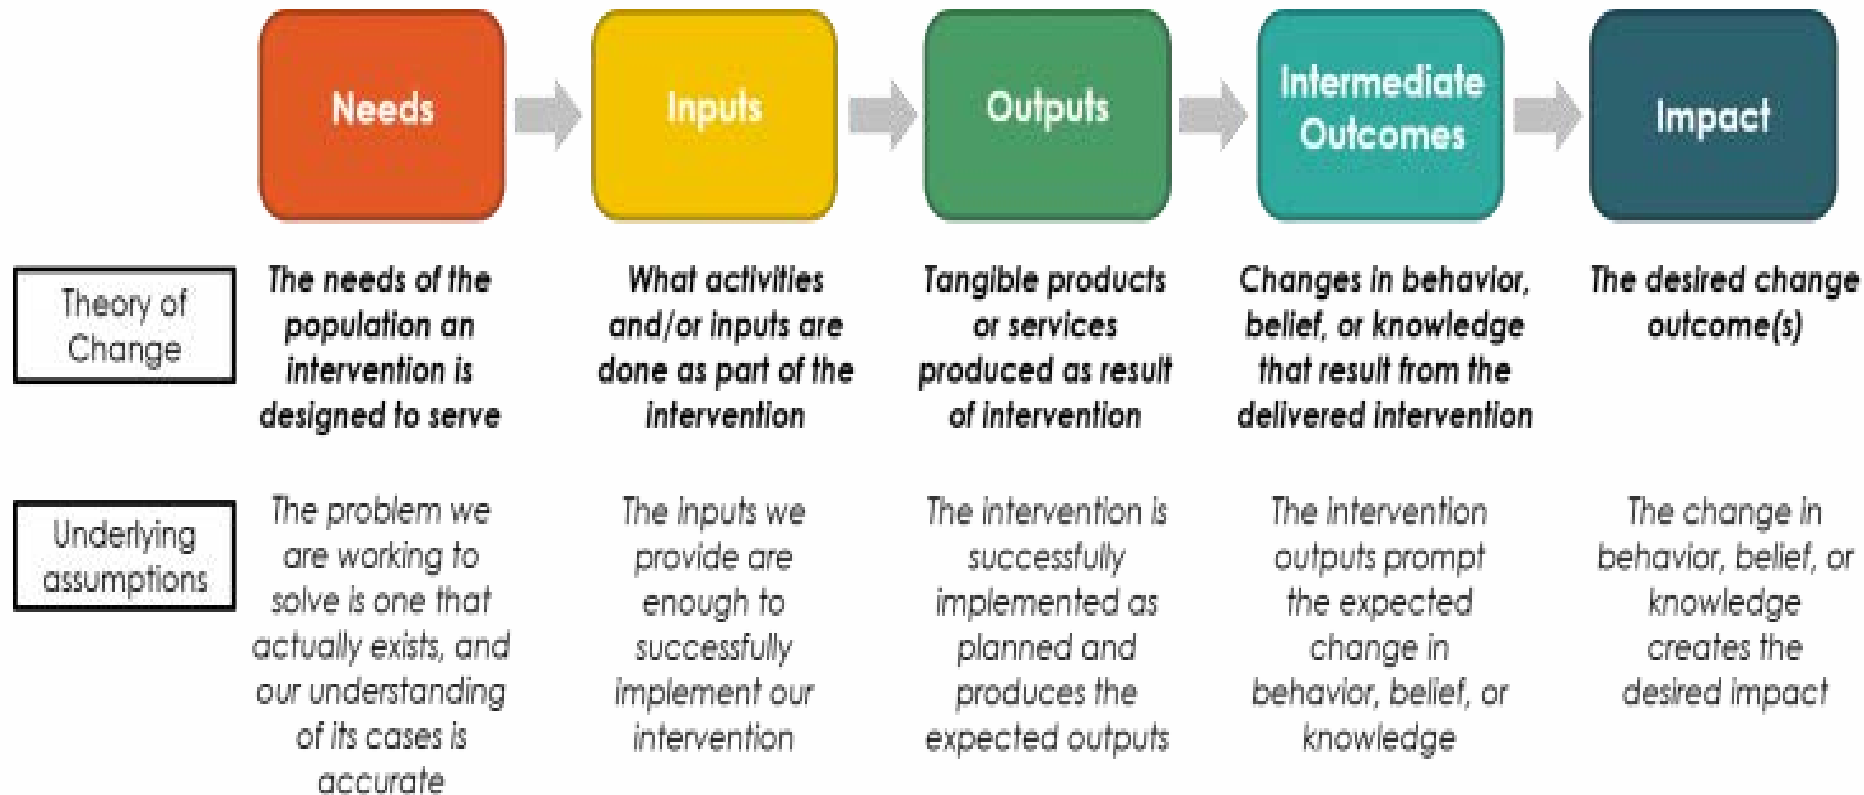 Needs
Inputs
Outputs
Intermediate
Outcomes
Impact
Theory of
Change
The needs of the
population an
intervention is
designed to serve
What activities
and/or inputs are
done as part of the
intervention
Tangible products
or services
produced as result
of intervention
Changes in behavior,
belief, or knowledge
that result from the
delivered intervention
The desired change
outcome(s)
Underlying
assumptions
The problem we
are working to
solve is one that
actually exists, and
our understanding
of its cases is
accurate
The inputs we
provide are
enough to
successfully
implement our
intervention
The intervention is
successfully
implemented as
planned and
produces the
expected outputs
The intervention
outputs prompt
the expected
change in
behavior, belief, or
knowledge
The change in
behavior, belief, or
knowledge
creates the
desired impact